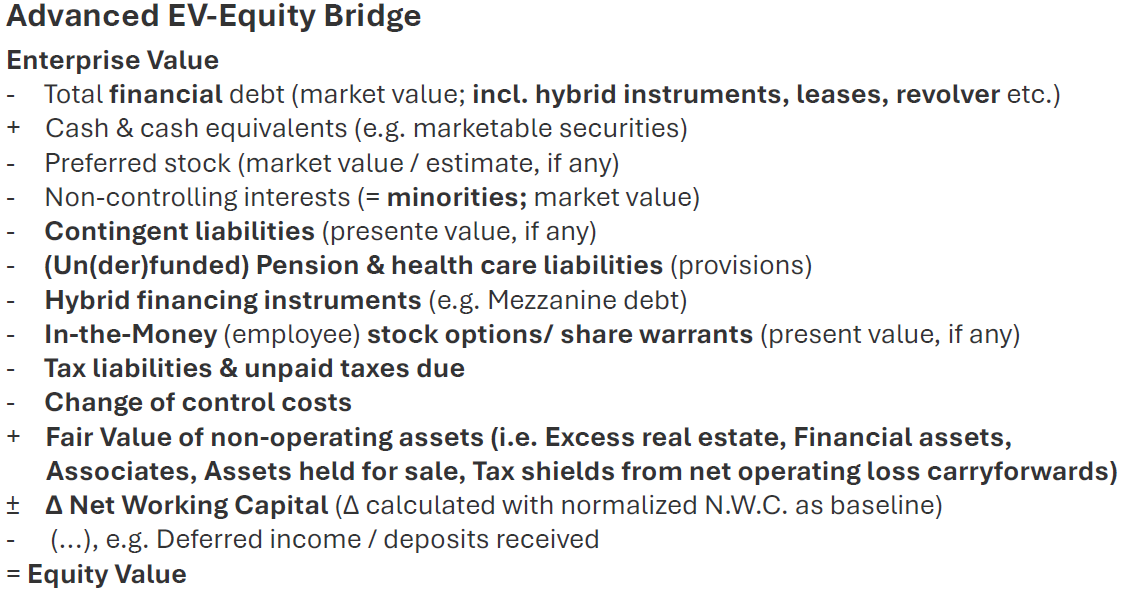 Advanced EV-Equity Bridge
Enterprise Value
- Total financial debt (market value; incl. hybrid instruments, leases, revolver etc.)
+ Cash & cash equivalents (e.g. marketable securities)
- Preferred stock (market value / estimate, if any)
- Non-controlling interests (= minorities; market value)
- Contingent liabilities (presente value, if any)
- (Un(der)funded) Pension & health care liabilities (provisions)
- Hybrid financing instruments (e.g. Mezzanine debt)
- In-the-Money (employee) stock options/ share warrants (present value, if any)
- Tax liabilities & unpaid taxes due
- Change of control costs
+ Fair Value of non-operating assets (i.e. Excess real estate, Financial assets,
Associates, Assets held for sale, Tax shields from net operating loss carryforwards)
± Δ Net Working Capital (Δ calculated with normalized N.W.C. as baseline)
- (...), e.g. Deferred income / deposits received
= Equity Value